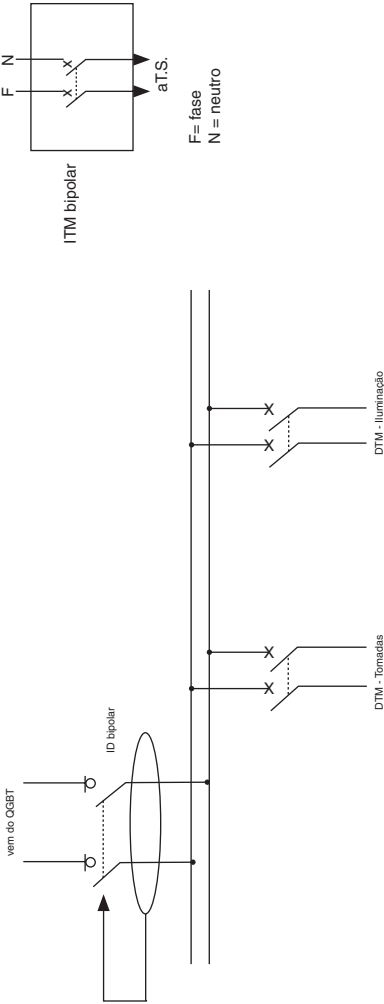 N
F
aT.S.
ITM bipolar
F= fase
N = neutro
vem do QGBT
ID bipolar
DTM - Tomadas
DTM - Iluminação